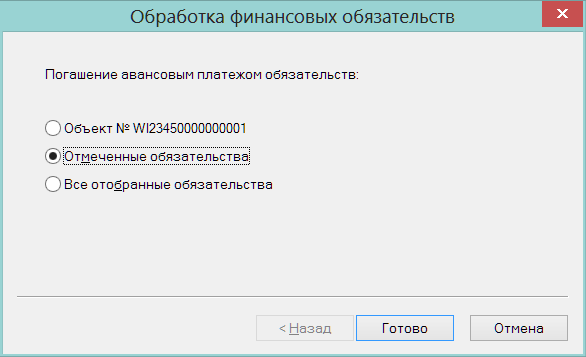 Обработка финансовых обязательств
Погашение авансовым платежом обязательств:
Объект № WI23450000000001
Отмеченные обязательства
Все отобранные обязательства
< Назад
Готово
Отмена